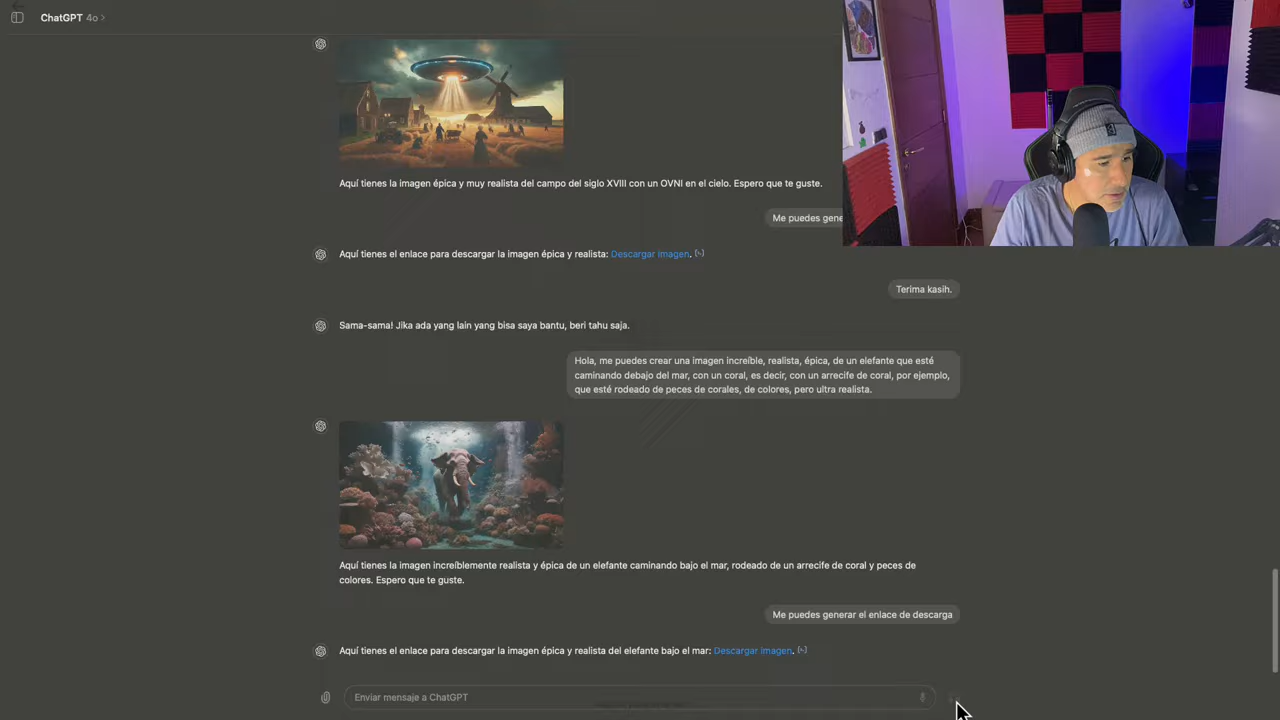 ChatGPT 4o >
Aquí tienes la imagen épica y muy realista del campo del siglo XVIII con un OVNI en el cielo. Espero que te guste.
Me puedes
Aquí tienes el enlace para descargar la imagen épica y realista: Descargar imagen. [>-]
Terima kasih.
Sama-sama! Jika ada yang lain yang bisa saya bantu, beri tahu saja.
Hola, me puedes crear una imagen increíble, realista, épica, de un elefante que esté
caminando debajo del mar, con un coral, es decir, con un arrecife de coral, por ejemplo,
que esté rodeado de peces de corales, de colores, pero ultra realista.
Aquí tienes la imagen increíblemente realista y épica de un elefante caminando bajo el mar, rodeado de un arrecife de coral y peces de
colores. Espero que te guste.
Me puedes generar el enlace de descarga
Aquí tienes el enlace para descargar la imagen épica y realista del elefante bajo el mar: Descargar imagen. [>-]
Enviar mensaje a ChatGPT